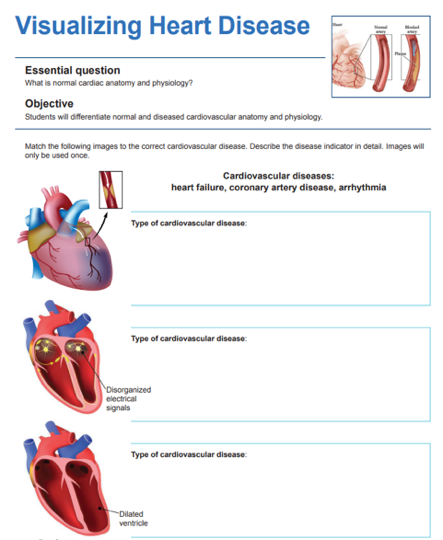 Visualizing Heart Disease
Heart
Normal
artery
Blocked
artery
Plaque
Essential question
What is normal cardiac anatomy and physiology?
Objective
Students will differentiate normal and diseased cardiovascular anatomy and physiology.
Match the following images to the correct cardiovascular disease. Describe the disease indicator in detail. Images will
only be used once.
Cardiovascular diseases:
heart failure, coronary artery disease, arrhythmia
Type of cardiovascular disease:
Type of cardiovascular disease:
Disorganized
electrical
signals
Type of cardiovascular disease:
Dilated
ventricle